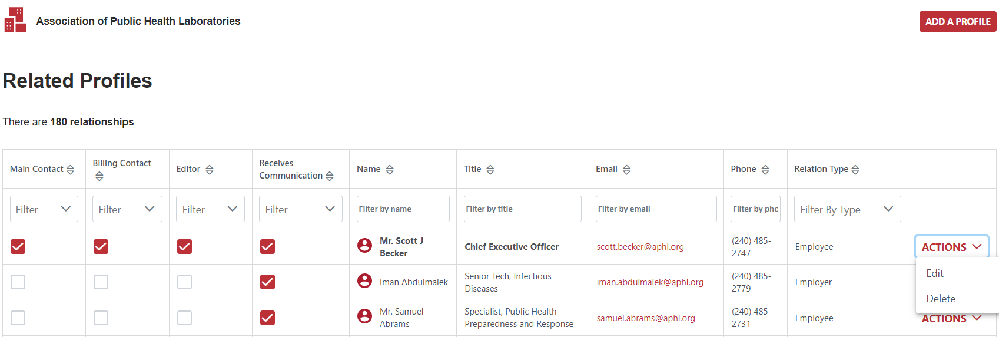 Association of Public Health Laboratories
ADD A PROFILE
Related Profiles
There are 180 relationships
Main Contact
Billing Contact
Editor
Receives
Communication
Name
Title
Email
Phone
Relation Type
Filter
Filter
Filter
Filter
Filter by name
Filter by title
Filter by email
Filter by pho
Filter By Type
Mr. Scott J
Becker
Chief Executive Officer
scott.becker@aphl.org
(240) 485-
2747
Employee
ACTIONS
Edit
Delete
Iman Abdulmalek
Senior Tech, Infectious
Diseases
iman.abdulmalek@aphl.org
(240) 485-
2779
Employer
Mr. Samuel
Abrams
Specialist, Public Health
Preparedness and Response
samuel.abrams@aphl.org
(240) 485-
2731
Employee
ACTIONS